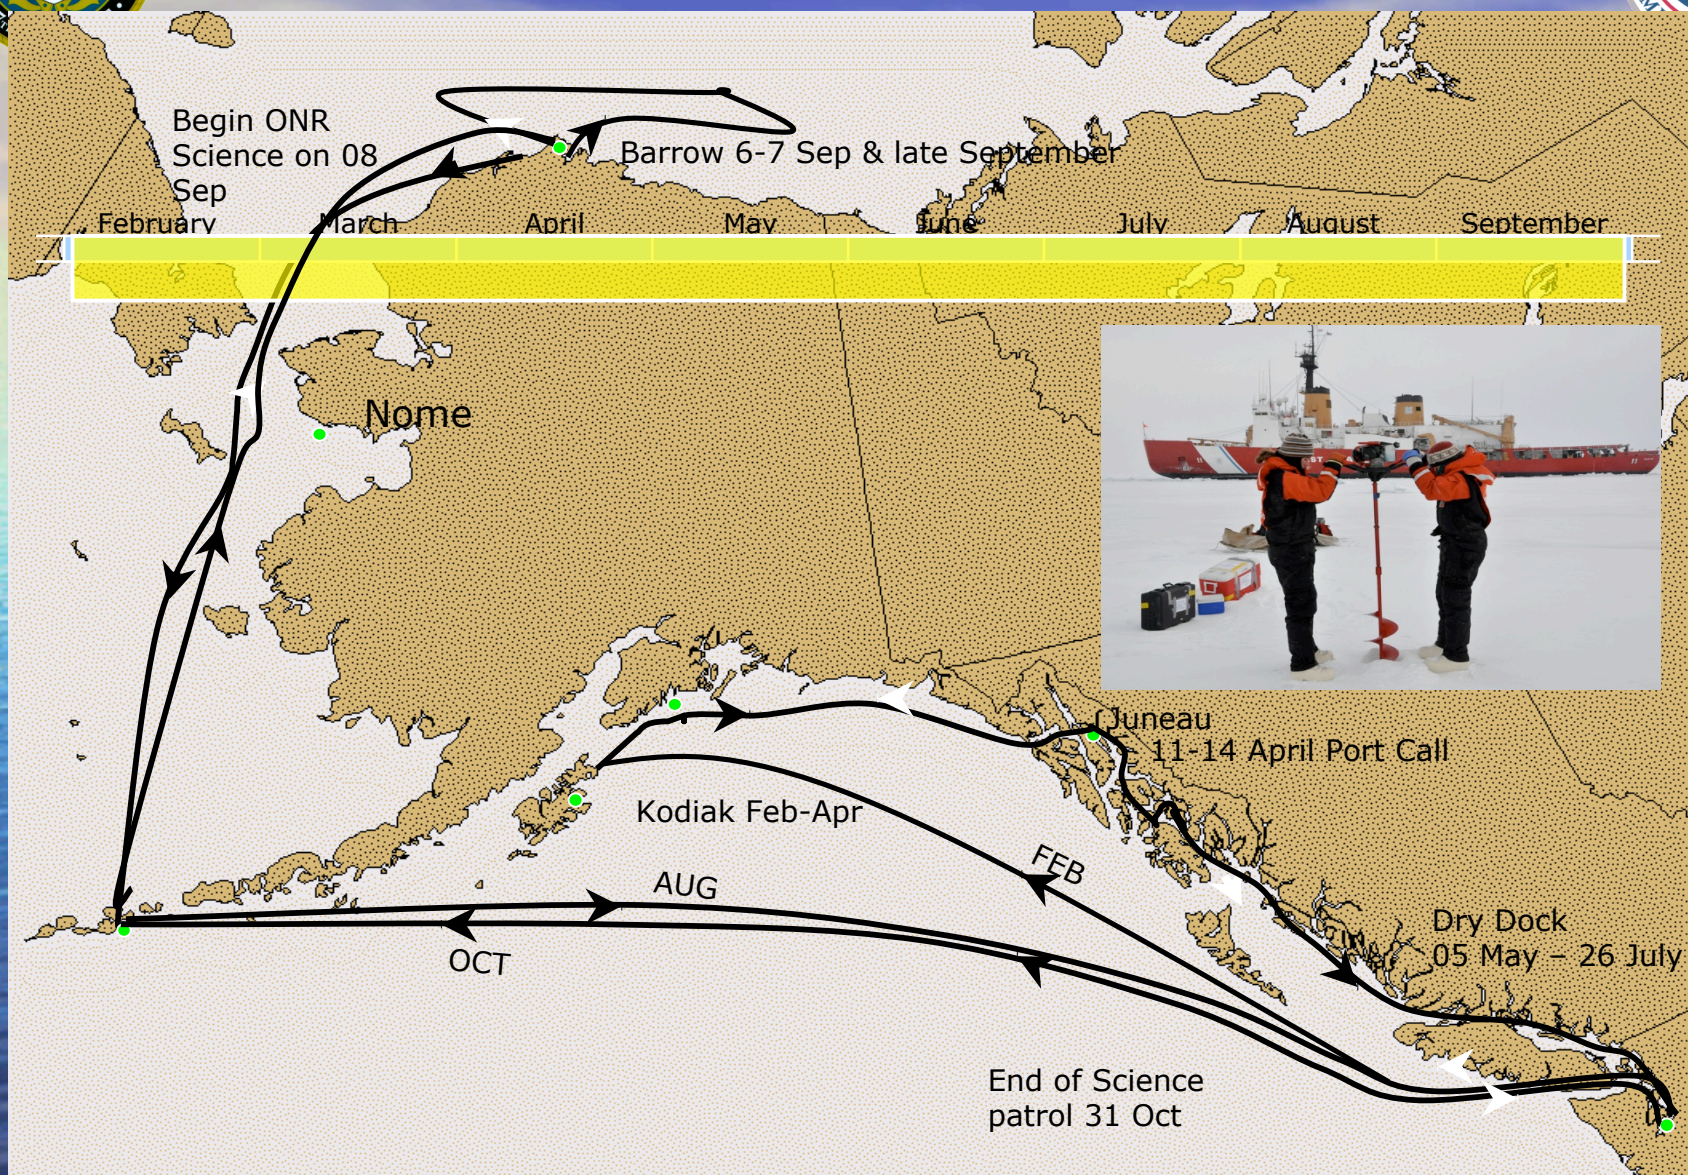 Begin ONR
Science on 08
Sep
Barrow 6-7 Sep & late September
February March April May June July August September
Nome
Juneau
- 11-14 April Port Call
Kodiak Feb-Apr
FEB
AUG
OCT
Dry Dock
05 May – 26 July
End of Science
patrol 31 Oct